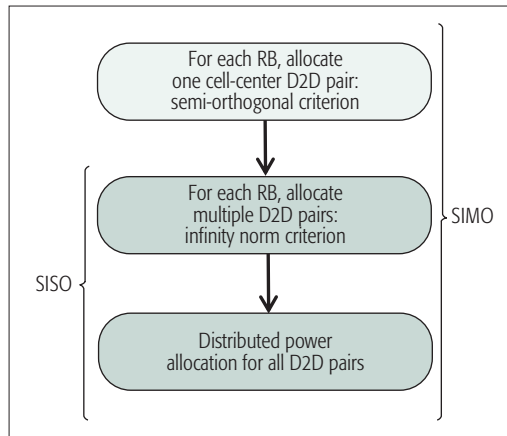 For each RB, allocate
one cell-center D2D pair:
semi-orthogonal criterion
For each RB, allocate
multiple D2D pairs:
infinity norm criterion
SIMO
SISO
Distributed power
allocation for all D2D pairs